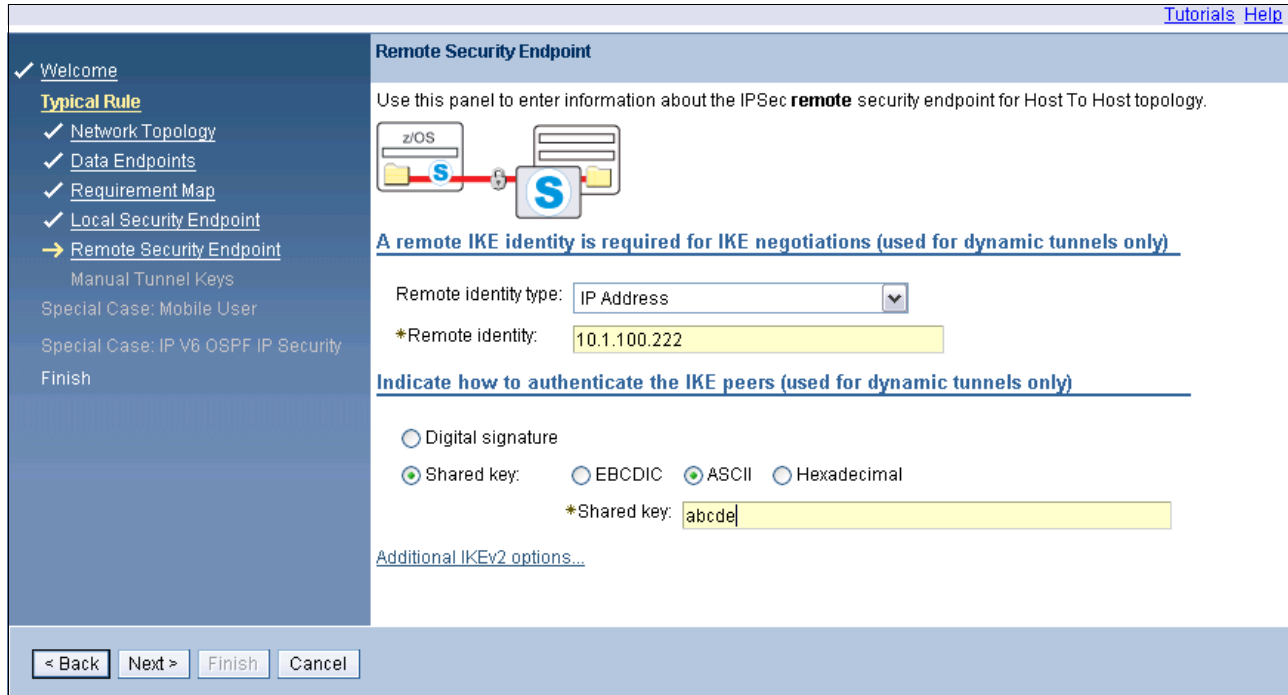 Tutorials Help
Welcome
Typical Rule
Network Topology
Data Endpoints
Requirement Map
Local Security Endpoint
Remote Security Endpoint
Manual Tunnel Keys
Special Case: Mobile User
Special Case: IP V6 OSPF IP Security
Finish
Remote Security Endpoint
Use this panel to enter information about the IPSec remote security endpoint for Host To Host topology.
z/OS
S
S
A remote IKE identity is required for IKE negotiations (used for dynamic tunnels only)
Remote identity type: IP Address
*Remote identity: 10.1.100.222
Indicate how to authenticate the IKE peers (used for dynamic tunnels only)
Digital signature
Shared key: EBCDIC ASCII Hexadecimal
*Shared key: abcde
Additional IKEv2 options...
< Back Next > Finish Cancel